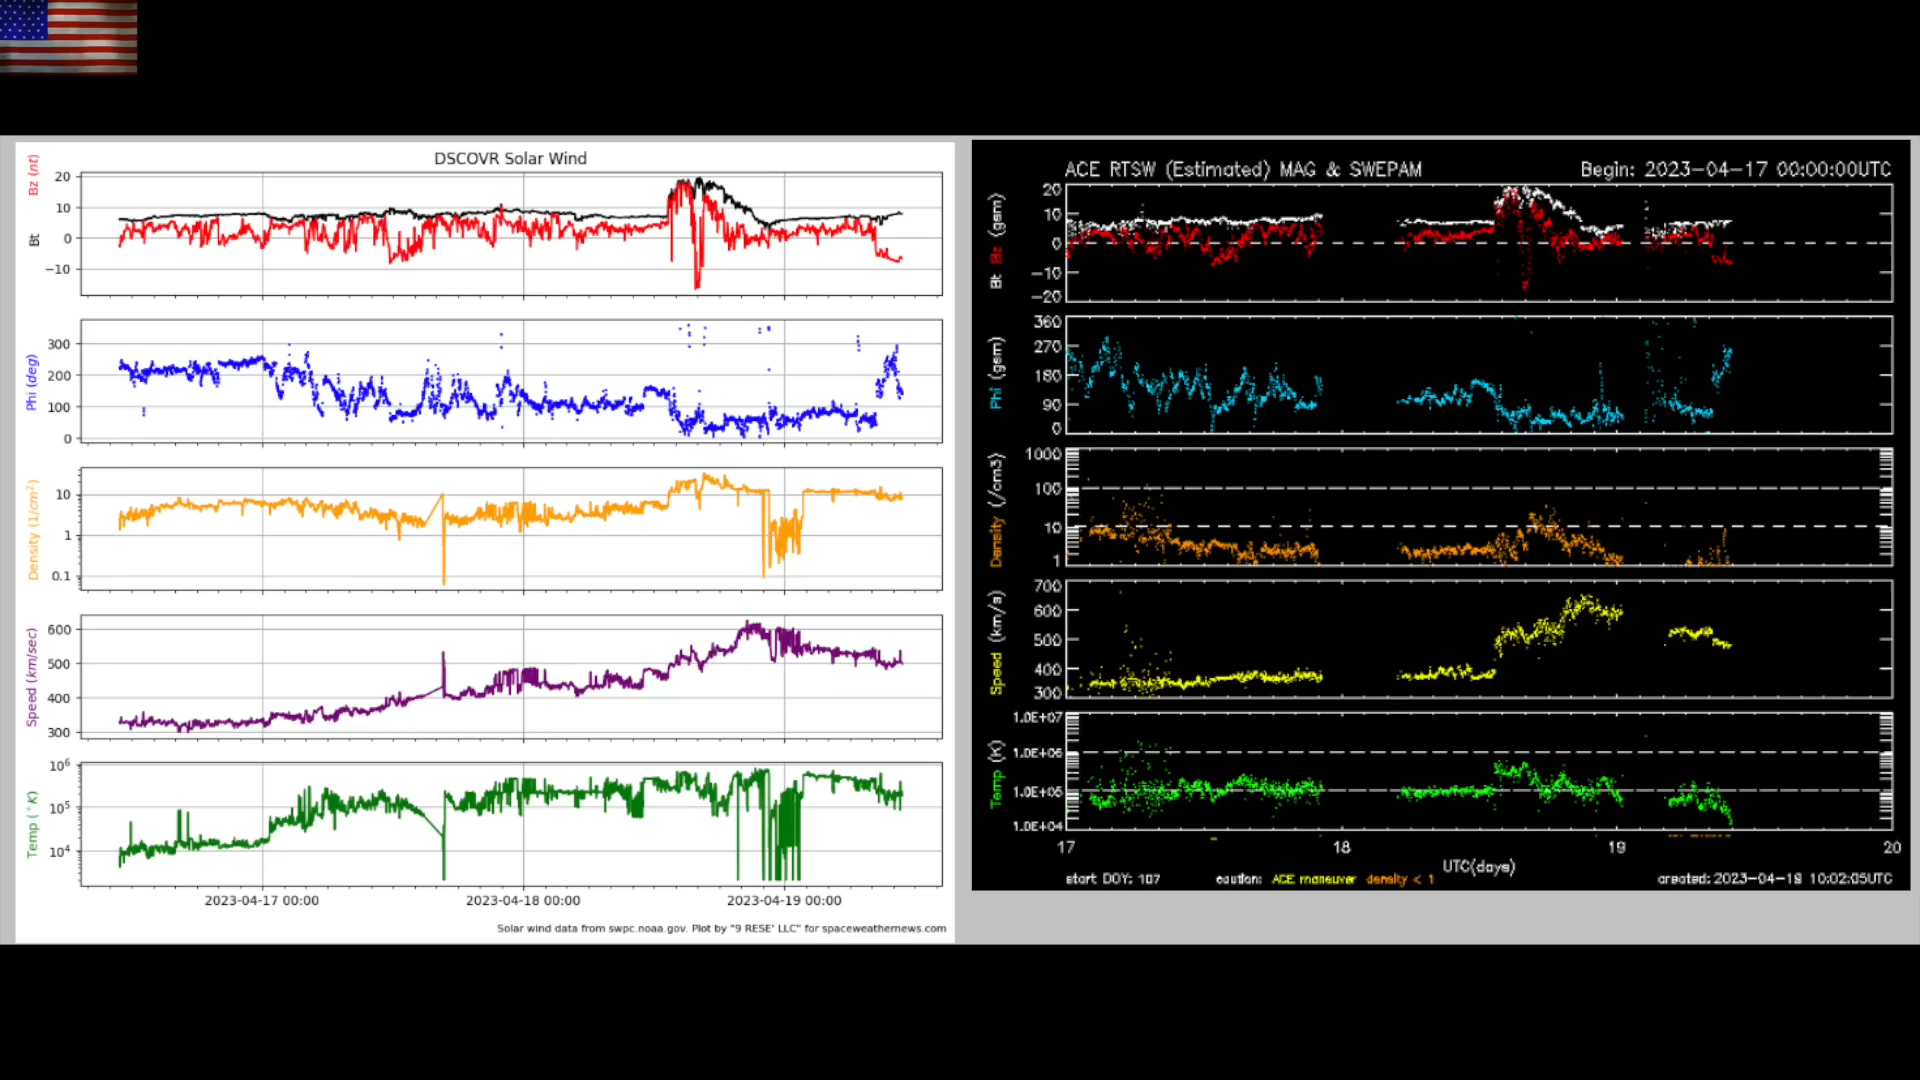 DSCOVR Solar Wind
Bt Bz (nt)
20
10
0
−10
Phi (deg)
300
200
100
0
Density (1/cm²)
10
1
0.1
Speed (km/sec)
600
500
400
300
Temp (°K)
10⁶
10⁵
10⁴
2023-04-17 00:00 2023-04-18 00:00 2023-04-19 00:00
Solar wind data from swpc.noaa.gov. Plot by "9 RESE' LLC" for spaceweathernews.com
ACE RTSW (Estimated) MAG & SWEPAM Begin: 2023-04-17 00:00:00UTC
Bt Bz (gsm)
20
10
0
-10
-20
Phi (gsm)
360
270
180
90
0
Density (/cm3)
1000
100
10
1
Speed (km/s)
700
600
500
400
300
Temp (K)
1.0E+07
1.0E+06
1.0E+05
1.0E+04
17 18 19 20
UTC(days)
start DOY: 107 caution: ACE maneuver density < 1 created: 2023-04-19 10:02:05UTC